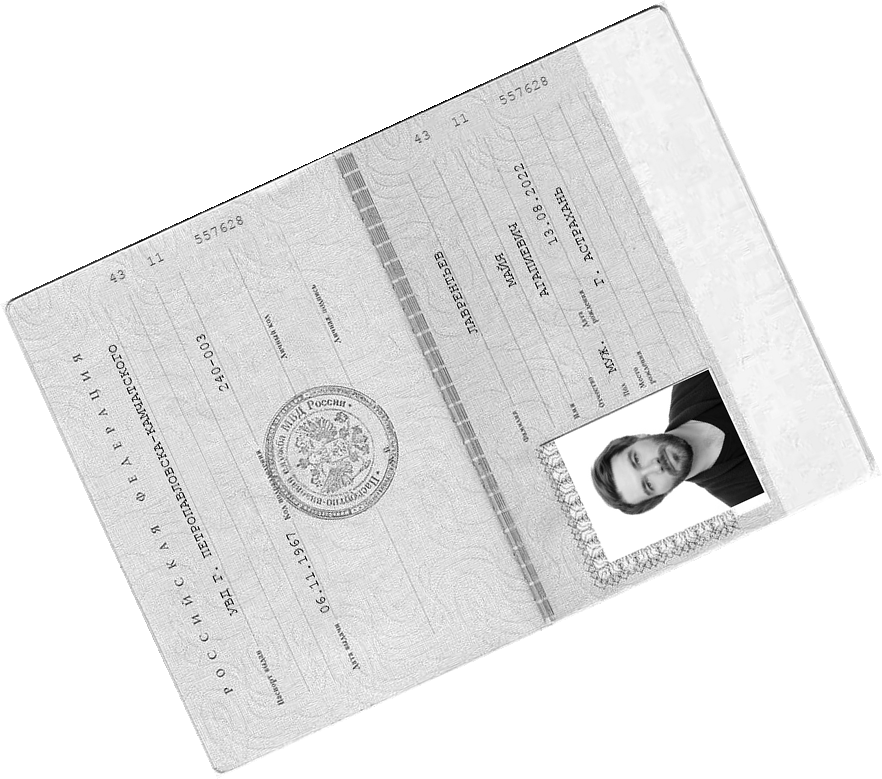 РОССИЙСКАЯ ФЕДЕРАЦИЯ
Паспорт выдан
УВД Г. ПЕТРОПАВЛОВСКА-КАМЧАТСКОГО
Дата выдачи 06.11.1967 Код подразделения 240-003
Личный код
Личная подпись
Паспортно-визовая служба МВД России
43 11 557628
Фамилия
ЛАВРЕНТЬЕВ
Имя МАЙЯ
Отчество АГАПИЕВИЧ
Пол МУЖ. Дата рождения 13.08.2022
Место рождения Г. АСТРАХАНЬ
43 11 557628